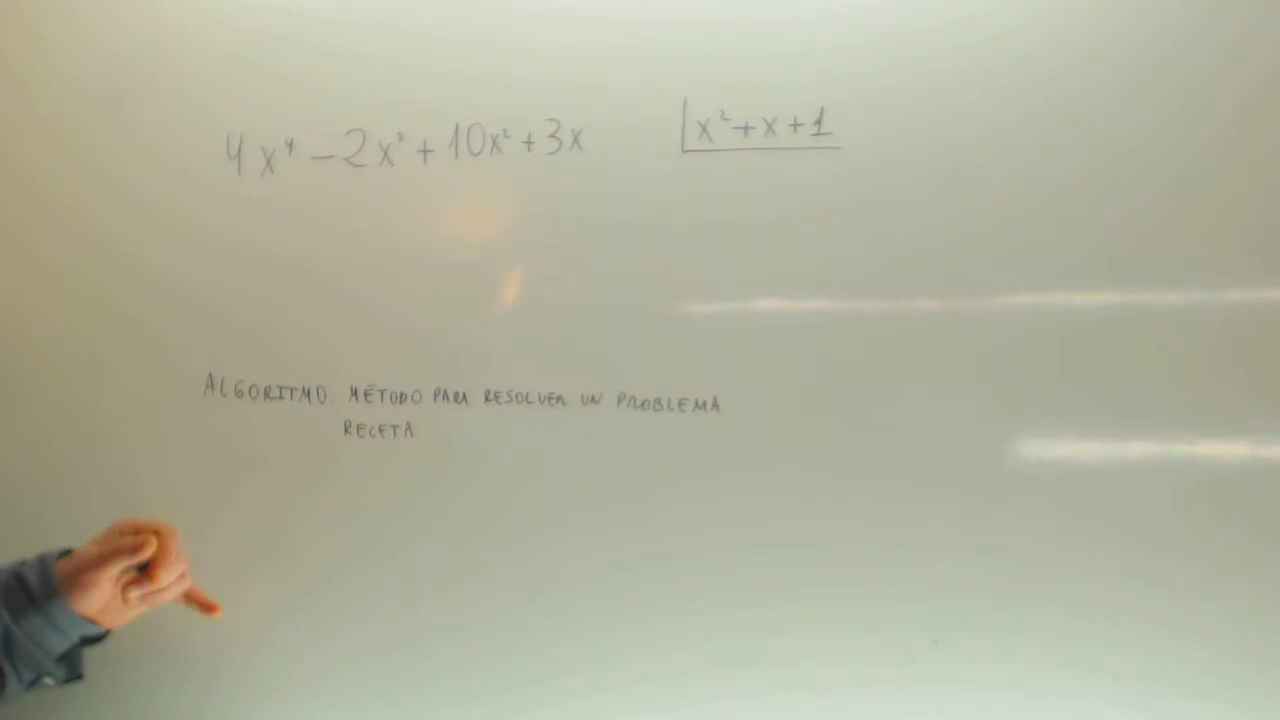 4x⁴ - 2x³ + 10x² + 3x |x² + x + 1
ALGORITMO. MÉTODO PARA RESOLVER UN PROBLEMA
RECETA